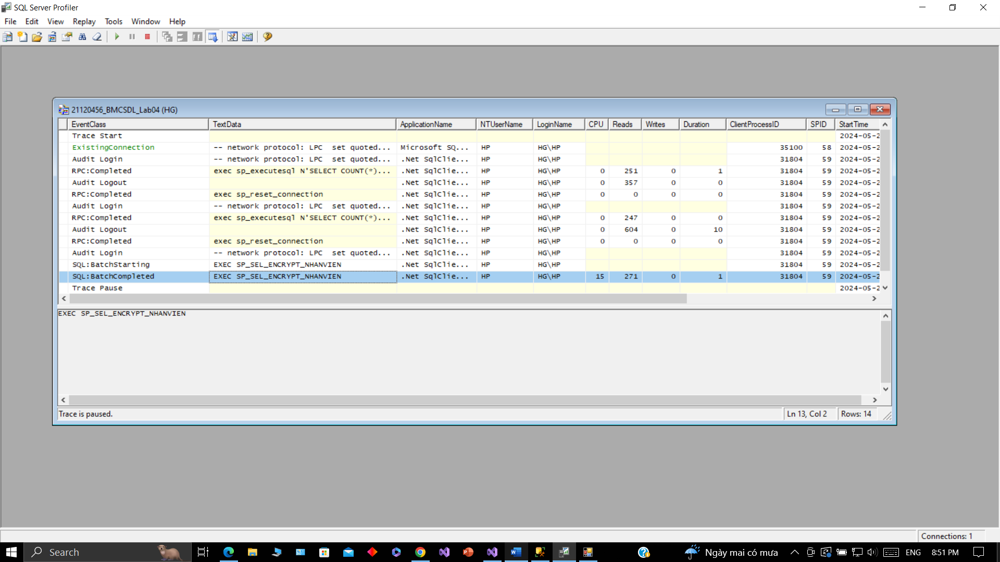 SQL Server Profiler
File Edit View Replay Tools Window Help
21120456_BMCSDL_Lab04 (HG)
EventClass TextData ApplicationName NTUserName LoginName CPU Reads Writes Duration ClientProcessID SPID StartTime
Trace Start 2024-05-2
ExistingConnection -- network protocol: LPC set quoted... Microsoft SQ... HP HG\HP 35100 58 2024-05-2
Audit Login -- network protocol: LPC set quoted... .Net SqlClie... HP HG\HP 31804 59 2024-05-2
RPC:Completed exec sp_executesql N'SELECT COUNT(*)... .Net SqlClie... HP HG\HP 0 251 0 1 31804 59 2024-05-2
Audit Logout .Net SqlClie... HP HG\HP 0 357 0 0 31804 59 2024-05-2
RPC:Completed exec sp_reset_connection .Net SqlClie... HP HG\HP 0 0 0 0 31804 59 2024-05-2
Audit Login -- network protocol: LPC set quoted... .Net SqlClie... HP HG\HP 31804 59 2024-05-2
RPC:Completed exec sp_executesql N'SELECT COUNT(*)... .Net SqlClie... HP HG\HP 0 247 0 0 31804 59 2024-05-2
Audit Logout .Net SqlClie... HP HG\HP 0 604 0 10 31804 59 2024-05-2
RPC:Completed exec sp_reset_connection .Net SqlClie... HP HG\HP 0 0 0 0 31804 59 2024-05-2
Audit Login -- network protocol: LPC set quoted... .Net SqlClie... HP HG\HP 31804 59 2024-05-2
SQL:BatchStarting EXEC SP_SEL_ENCRYPT_NHANVIEN .Net SqlClie... HP HG\HP 31804 59 2024-05-2
SQL:BatchCompleted EXEC SP_SEL_ENCRYPT_NHANVIEN .Net SqlClie... HP HG\HP 15 271 0 1 31804 59 2024-05-2
Trace Pause 2024-05-2
EXEC SP_SEL_ENCRYPT_NHANVIEN
Trace is paused. Ln 13, Col 2 Rows: 14
Connections: 1
Search Ngày mai có mưa ENG 8:51 PM